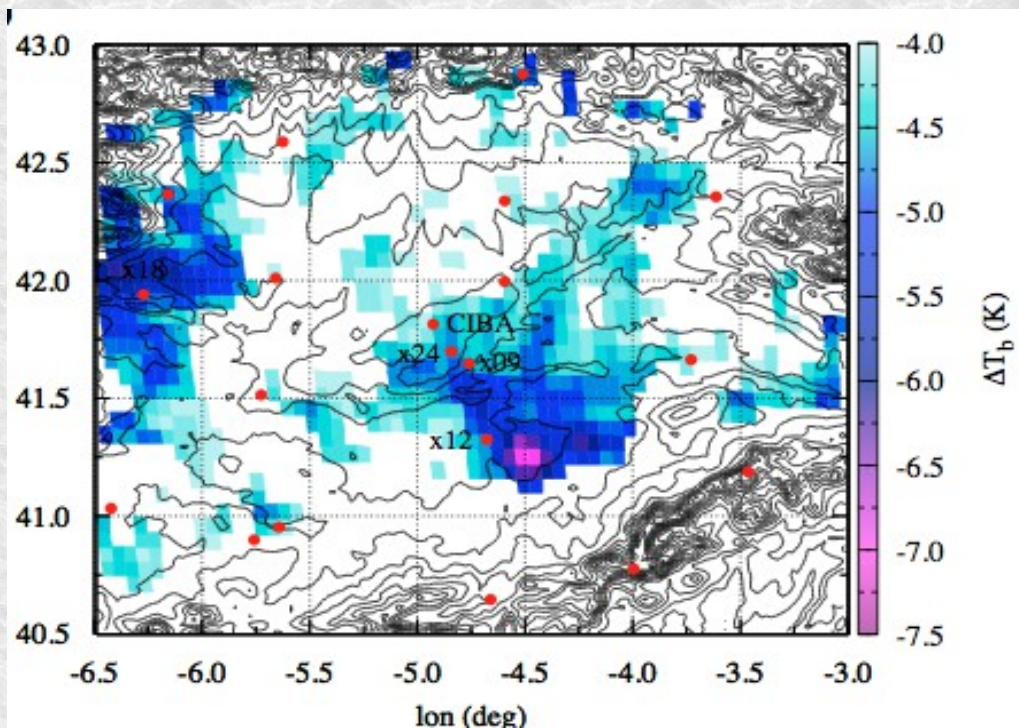 43.0
42.5
42.0
41.5
41.0
40.5
-6.5 -6.0 -5.5 -5.0 -4.5 -4.0 -3.5 -3.0
lon (deg)
x18
CIBA
x24
x09
x12
-4.0
-4.5
-5.0
-5.5
-6.0
-6.5
-7.0
-7.5
ΔT_b (K)